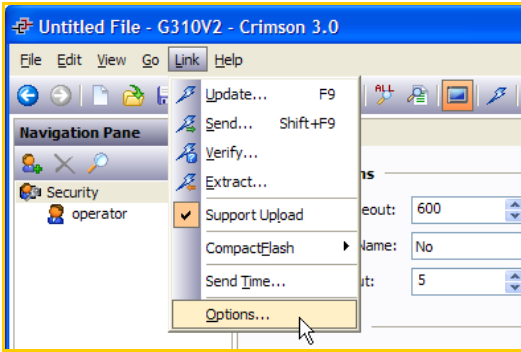 Untitled File - G310V2 - Crimson 3.0
File Edit View Go Link Help
ALL
Navigation Pane
Security
operator
Update... F9
Send... Shift+F9
Verify...
Extract...
Support Upload
CompactFlash
Send Time...
Options...
ns
eout: 600
Name: No
ut: 5